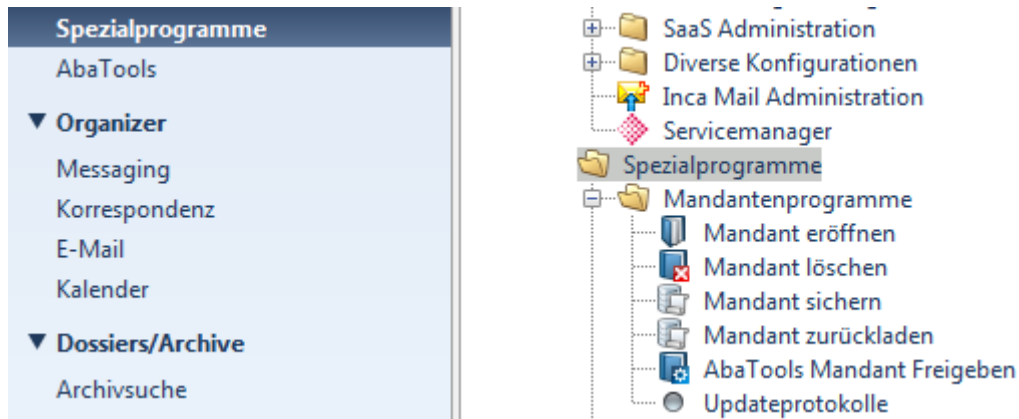 Spezialprogramme
AbaTools
Organizer
Messaging
Korrespondenz
E-Mail
Kalender
Dossiers/Archive
Archivsuche
SaaS Administration
Diverse Konfigurationen
Inca Mail Administration
Servicemanager
Spezialprogramme
Mandantenprogramme
Mandant eröffnen
Mandant löschen
Mandant sichern
Mandant zurückladen
AbaTools Mandant Freigeben
Updateprotokolle